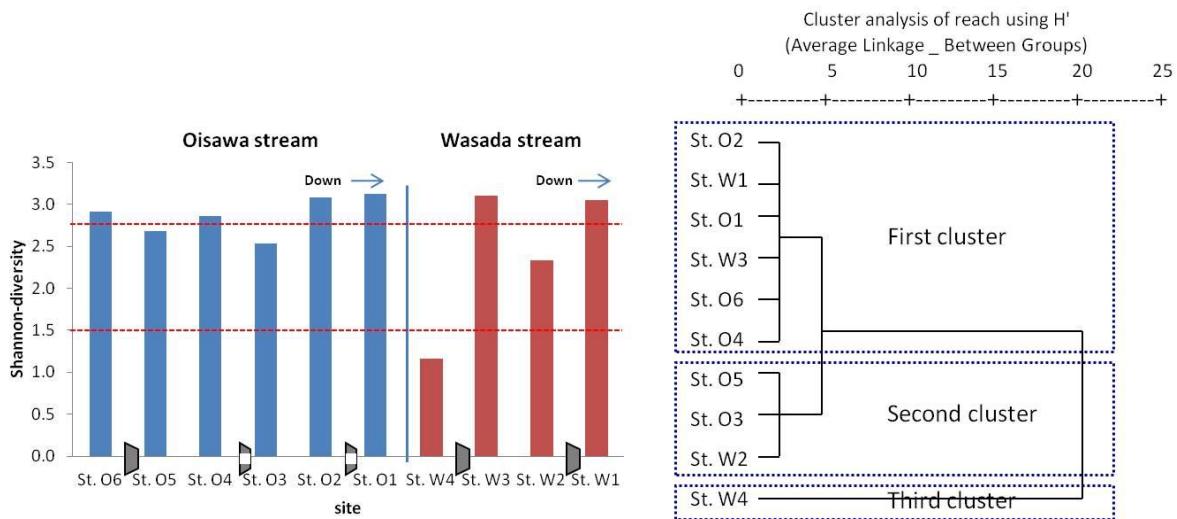 Oisawa stream
Wasada stream
Down
Down
Shannon-diversity
3.5
3.0
2.5
2.0
1.5
1.0
0.5
0.0
St. O6
St. O5
St. O4
St. O3
St. O2
St. O1
St. W4
St. W3
St. W2
St. W1
site
Cluster analysis of reach using H'
(Average Linkage _ Between Groups)
0 5 10 15 20 25
+---------+---------+---------+---------+---------+
St. O2
St. W1
St. O1
First cluster
St. W3
St. O6
St. O4
St. O5
St. O3
Second cluster
St. W2
St. W4
Third cluster